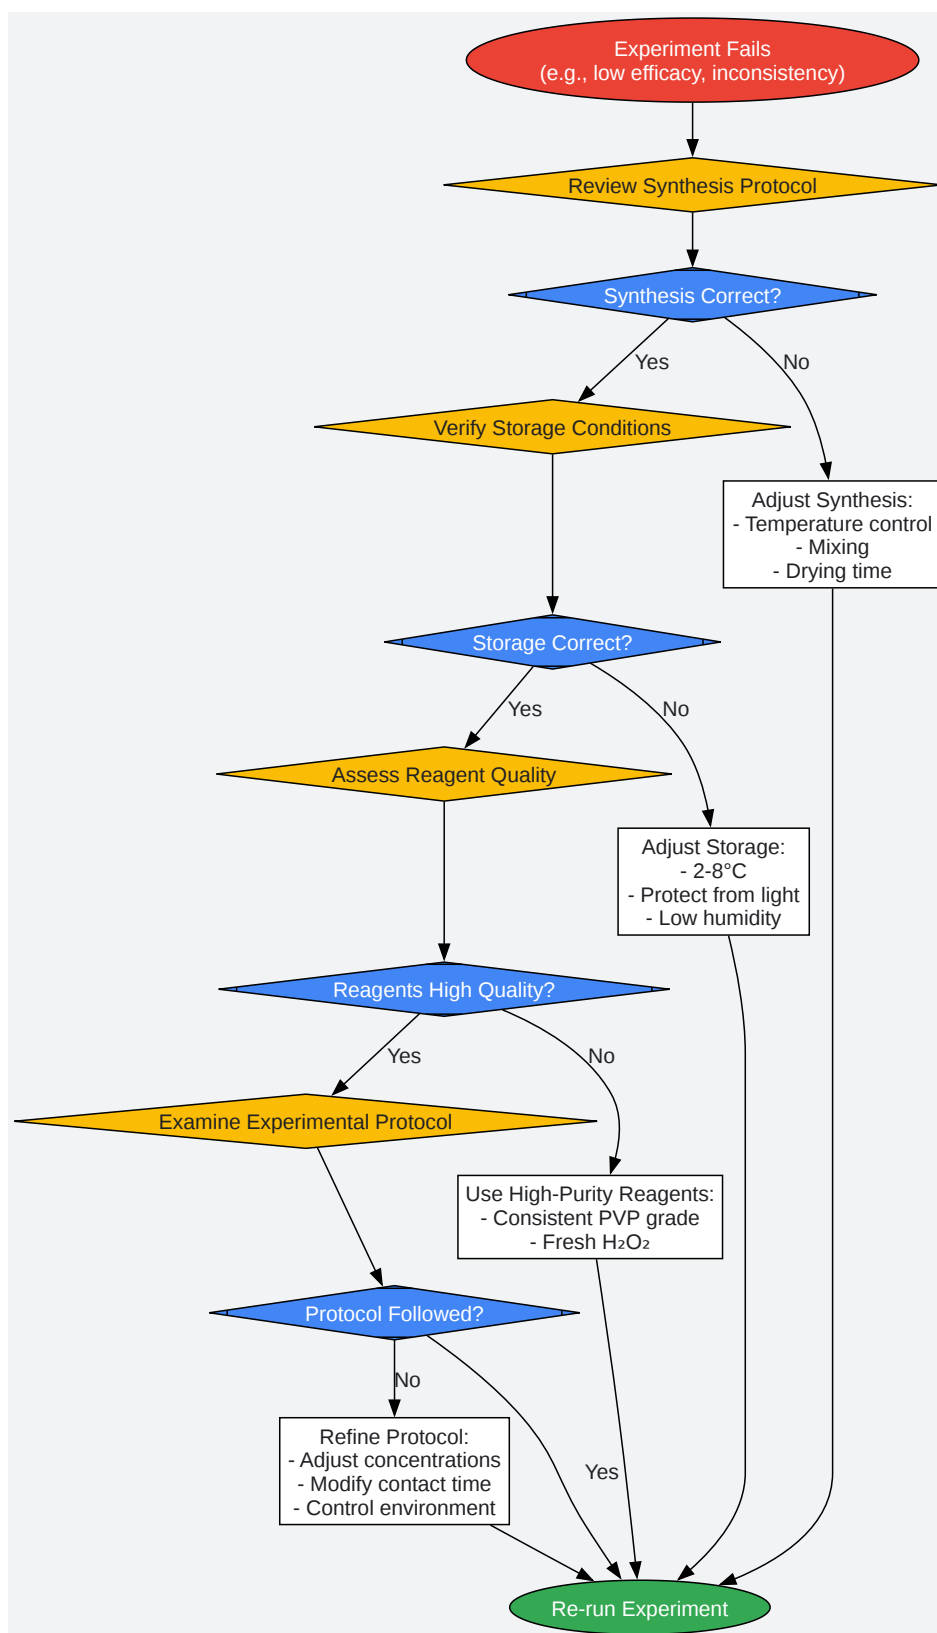 Experiment Fails
(e.g., low efficacy, inconsistency)
Review Synthesis Protocol
Synthesis Correct?
Yes
No
Verify Storage Conditions
Adjust Synthesis:
- Temperature control
- Mixing
- Drying time
Storage Correct?
Yes
No
Assess Reagent Quality
Adjust Storage:
- 2-8°C
- Protect from light
- Low humidity
Reagents High Quality?
Yes
No
Examine Experimental Protocol
Use High-Purity Reagents:
- Consistent PVP grade
- Fresh H₂O₂
Protocol Followed?
No
Refine Protocol:
- Adjust concentrations
- Modify contact time
- Control environment
Yes
Re-run Experiment